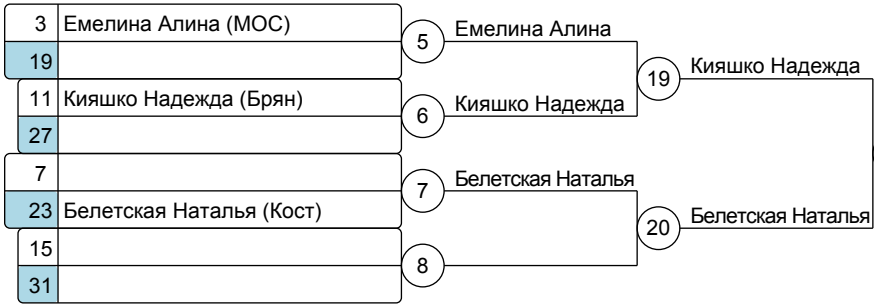 3 Емелина Алина (МОС)
19
5 Емелина Алина
11 Кияшко Надежда (Брян)
27
6 Кияшко Надежда
19 Кияшко Надежда
7
23 Белетская Наталья (Кост)
7 Белетская Наталья
15
31
8
20 Белетская Наталья